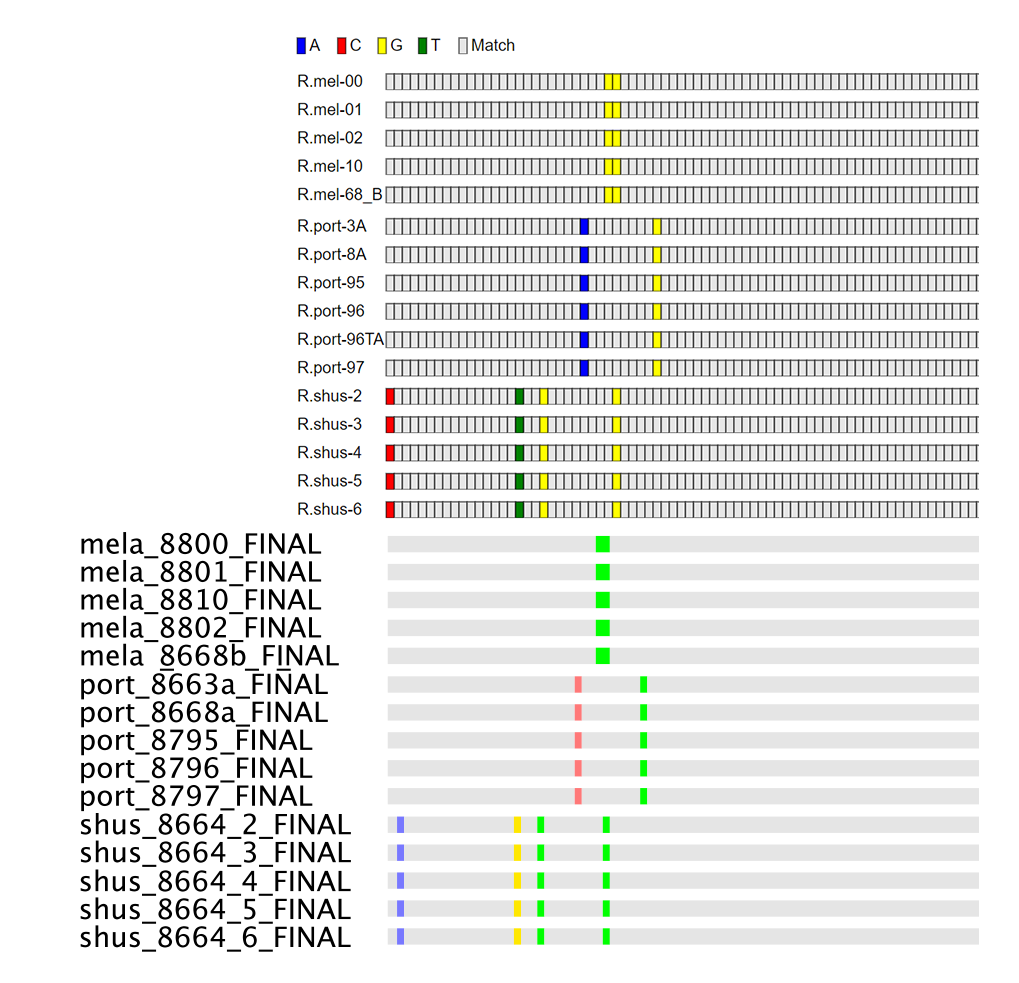 A C G T Match
R.mel-00
R.mel-01
R.mel-02
R.mel-10
R.mel-68_B
R.port-3A
R.port-8A
R.port-95
R.port-96
R.port-96TA
R.port-97
R.shus-2
R.shus-3
R.shus-4
R.shus-5
R.shus-6
mela_8800_FINAL
mela_8801_FINAL
mela_8810_FINAL
mela_8802_FINAL
mela_8668b_FINAL
port_8663a_FINAL
port_8668a_FINAL
port_8795_FINAL
port_8796_FINAL
port_8797_FINAL
shus_8664_2_FINAL
shus_8664_3_FINAL
shus_8664_4_FINAL
shus_8664_5_FINAL
shus_8664_6_FINAL